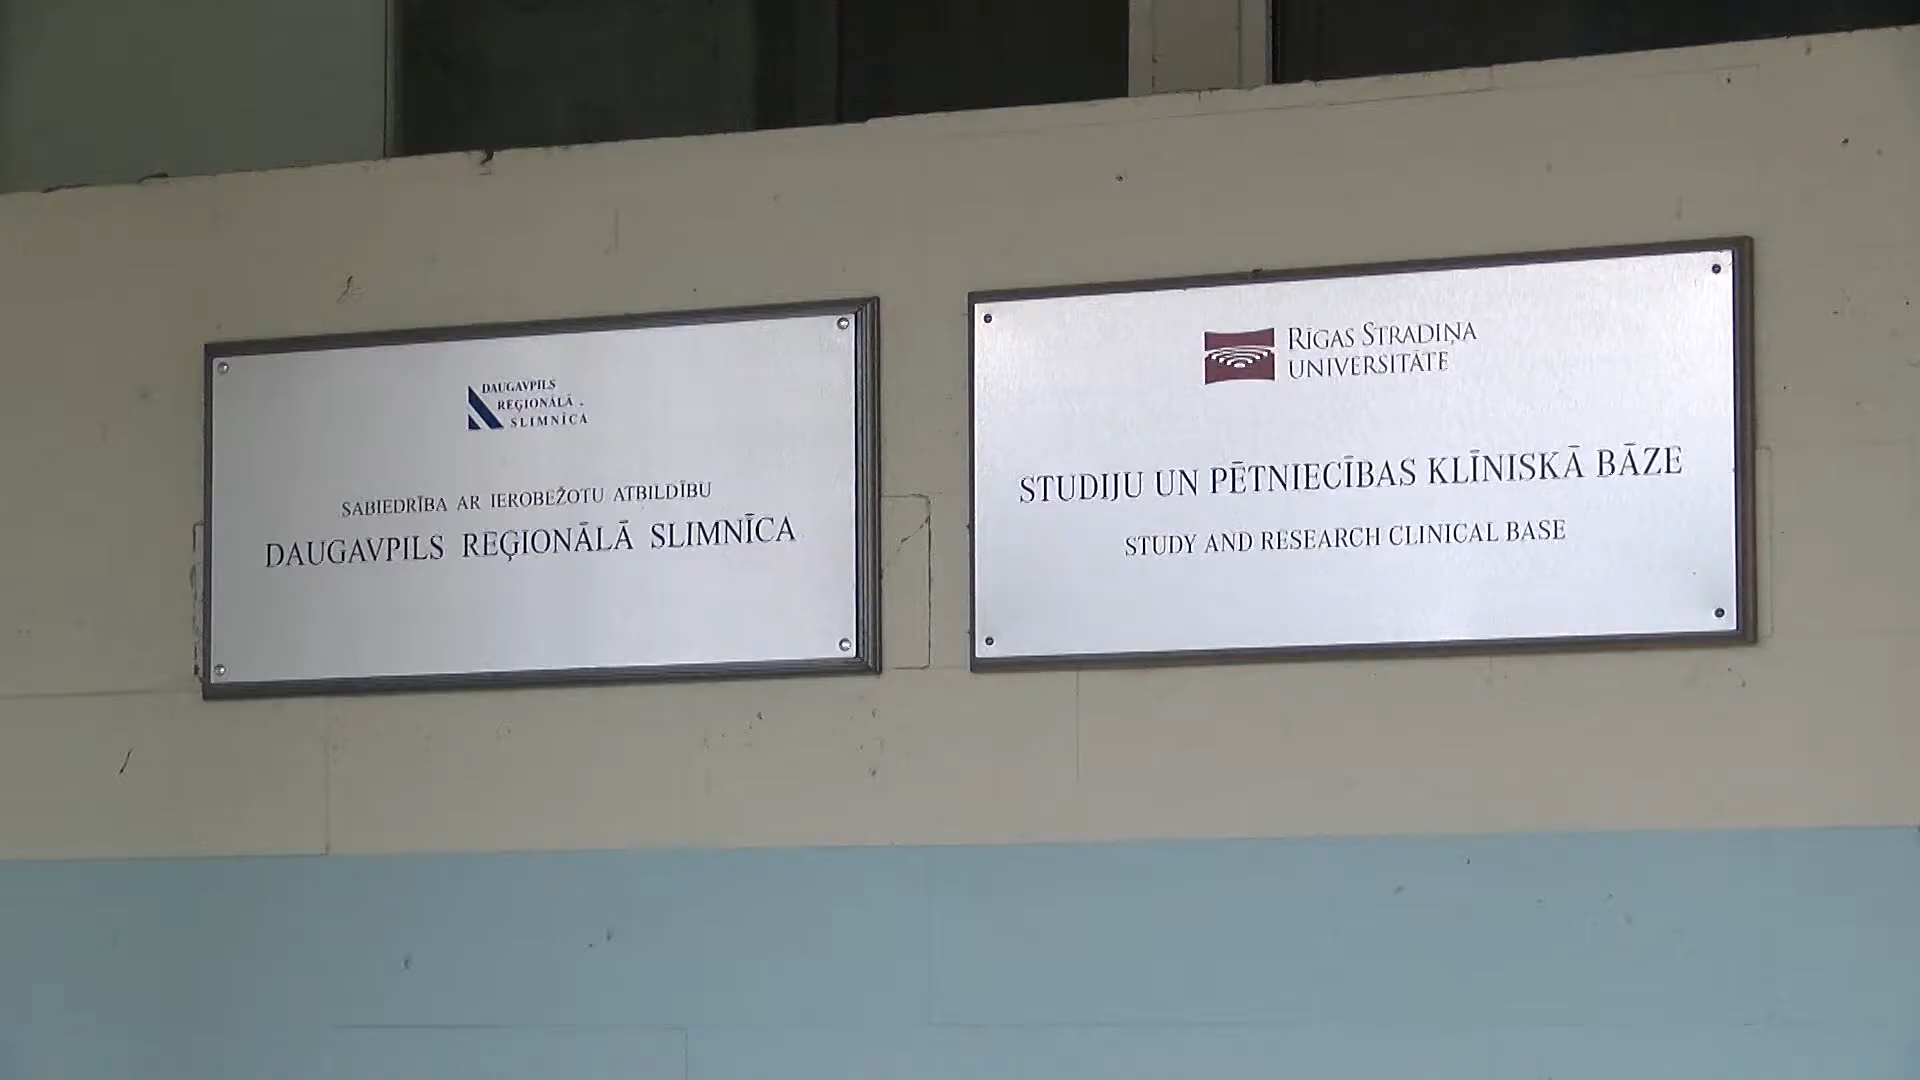 DAUGAVPILS
REĢIONĀLĀ
SLIMNĪCA
SABIEDRĪBA AR IEROBEŽOTU ATBILDĪBU
DAUGAVPILS REĢIONĀLĀ SLIMNĪCA
RĪGAS STRADIŅA
UNIVERSITĀTE
STUDIJU UN PĒTNIECĪBAS KLĪNISKĀ BĀZE
STUDY AND RESEARCH CLINICAL BASE